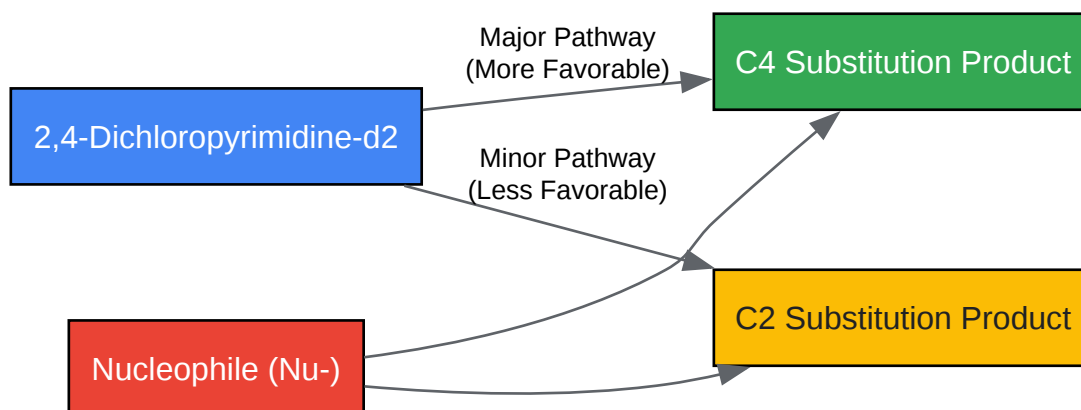 Major Pathway
(More Favorable)
C4 Substitution Product
2,4-Dichloropyrimidine-d2
Minor Pathway
(Less Favorable)
C2 Substitution Product
Nucleophile (Nu-)